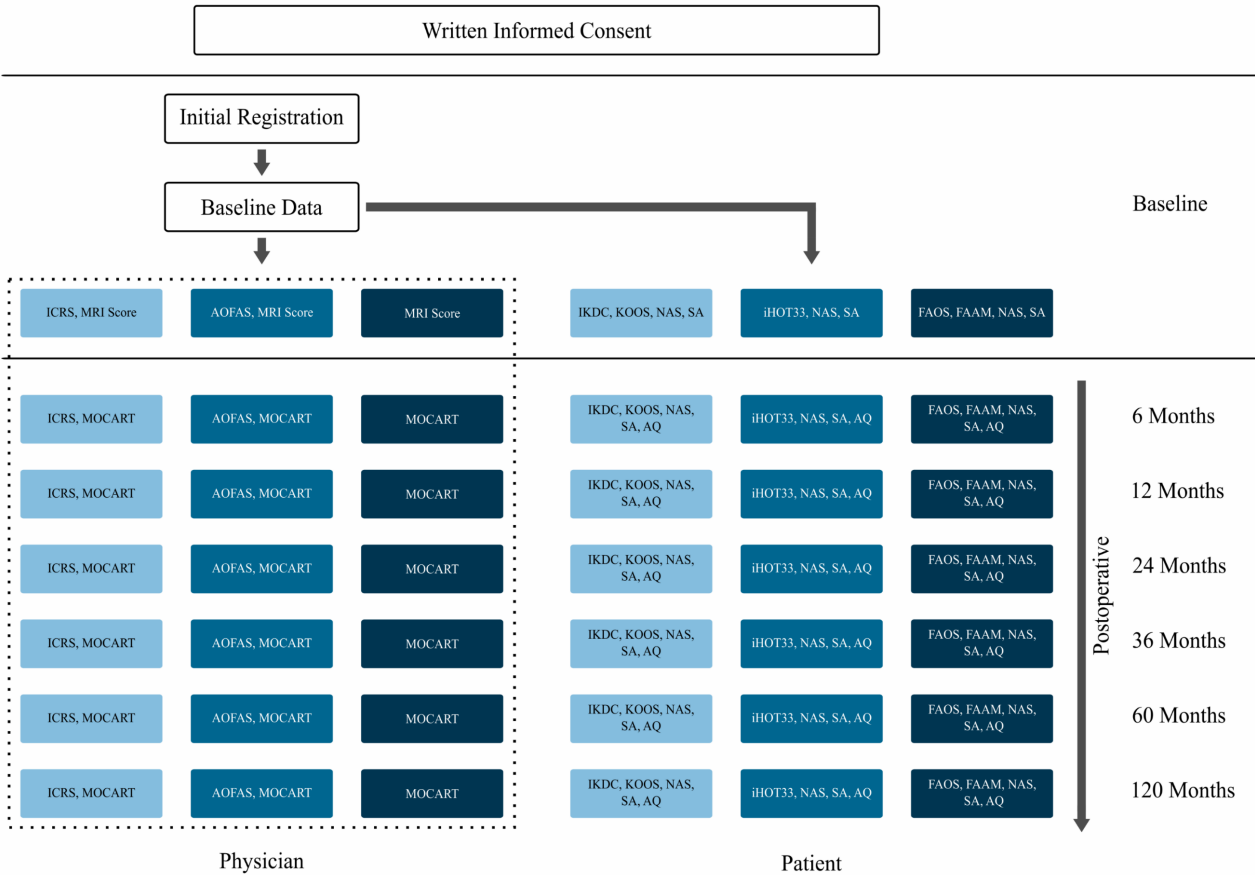 Written Informed Consent
Initial Registration
Baseline Data
Baseline
ICRS, MRI Score
AOFAS, MRI Score
MRI Score
IKDC, KOOS, NAS, SA
iHOT33, NAS, SA
FAOS, FAAM, NAS, SA
ICRS, MOCART
AOFAS, MOCART
MOCART
IKDC, KOOS, NAS,
SA, AQ
iHOT33, NAS, SA, AQ
FAOS, FAAM, NAS,
SA, AQ
6 Months
ICRS, MOCART
AOFAS, MOCART
MOCART
IKDC, KOOS, NAS,
SA, AQ
iHOT33, NAS, SA, AQ
FAOS, FAAM, NAS,
SA, AQ
12 Months
ICRS, MOCART
AOFAS, MOCART
MOCART
IKDC, KOOS, NAS,
SA, AQ
iHOT33, NAS, SA, AQ
FAOS, FAAM, NAS,
SA, AQ
24 Months
Postoperative
ICRS, MOCART
AOFAS, MOCART
MOCART
IKDC, KOOS, NAS,
SA, AQ
iHOT33, NAS, SA, AQ
FAOS, FAAM, NAS,
SA, AQ
36 Months
ICRS, MOCART
AOFAS, MOCART
MOCART
IKDC, KOOS, NAS,
SA, AQ
iHOT33, NAS, SA, AQ
FAOS, FAAM, NAS,
SA, AQ
60 Months
ICRS, MOCART
AOFAS, MOCART
MOCART
IKDC, KOOS, NAS,
SA, AQ
iHOT33, NAS, SA, AQ
FAOS, FAAM, NAS,
SA, AQ
120 Months
Physician
Patient